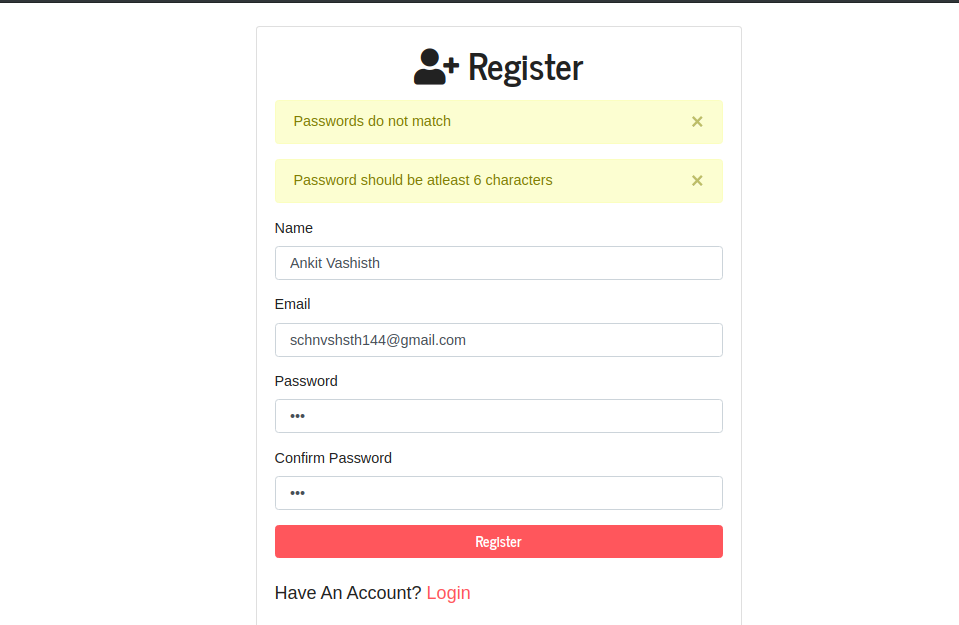 Register
Passwords do not match ×
Password should be atleast 6 characters ×
Name
Ankit Vashisth
Email
schnvshsth144@gmail.com
Password
•••
Confirm Password
•••
Register
Have An Account? Login